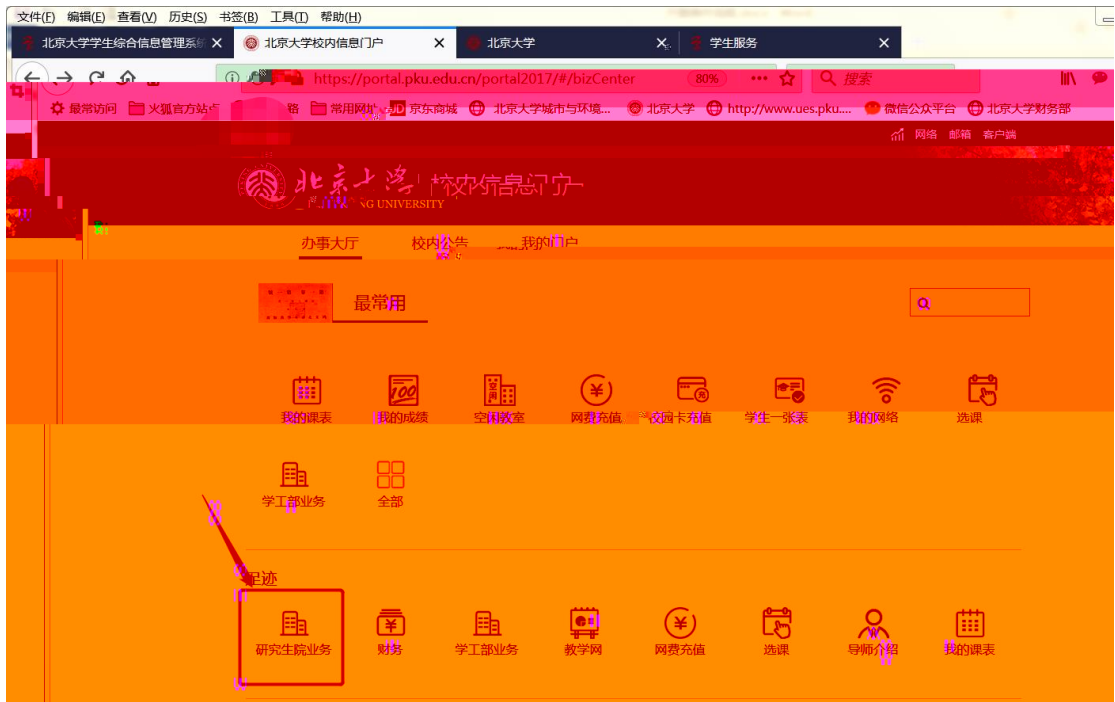 文件(F) 编辑(E) 查看(V) 历史(S) 书签(B) 工具(T) 帮助(H)
北京大学学生综合信息管理系统 北京大学校内信息门户 北京大学 学生服务
https://portal.pku.edu.cn/portal2017/#/bizCenter 80% 搜索
最常访问 火狐官方站点 常用网址 JD 京东商城 北京大学城市与环境... 北京大学 http://www.ues.pku.... 微信公众平台 北京大学财务部
网络 邮箱 客户端
北京大学 校内信息门户
NG UNIVERSITY
办事大厅 校内公告 我的门户
最常用
100
我的课表 我的成绩 空闲教室 网费充值 校园卡充值 学生一张表 我的网络 选课
学工部业务 全部
足迹
研究生院业务 财务 学工部业务 教学网 网费充值 选课 导师介绍 我的课表